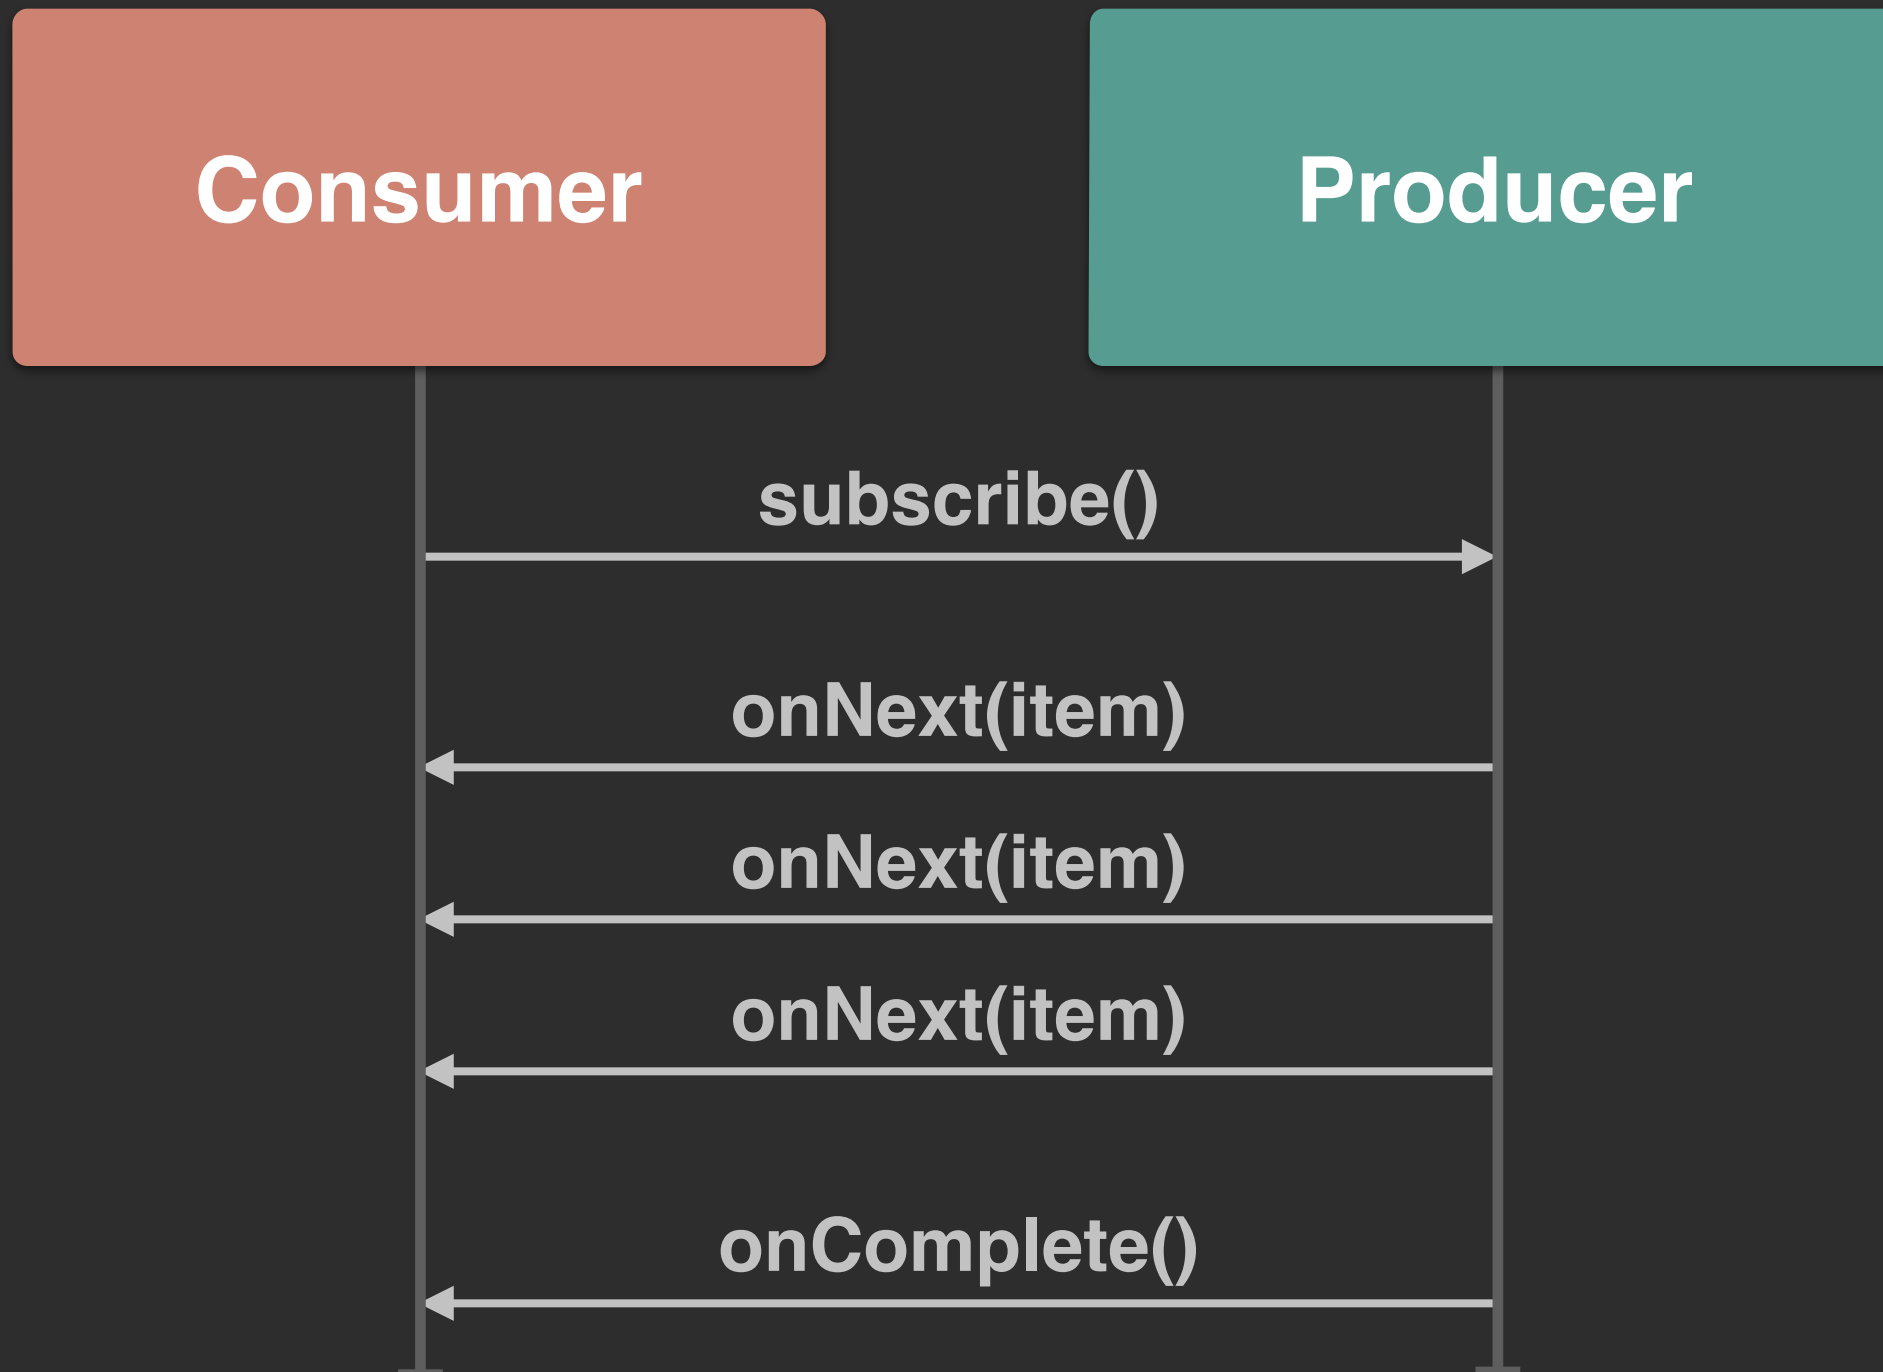 Consumer
Producer
subscribe()
onNext(item)
onNext(item)
onNext(item)
onComplete()